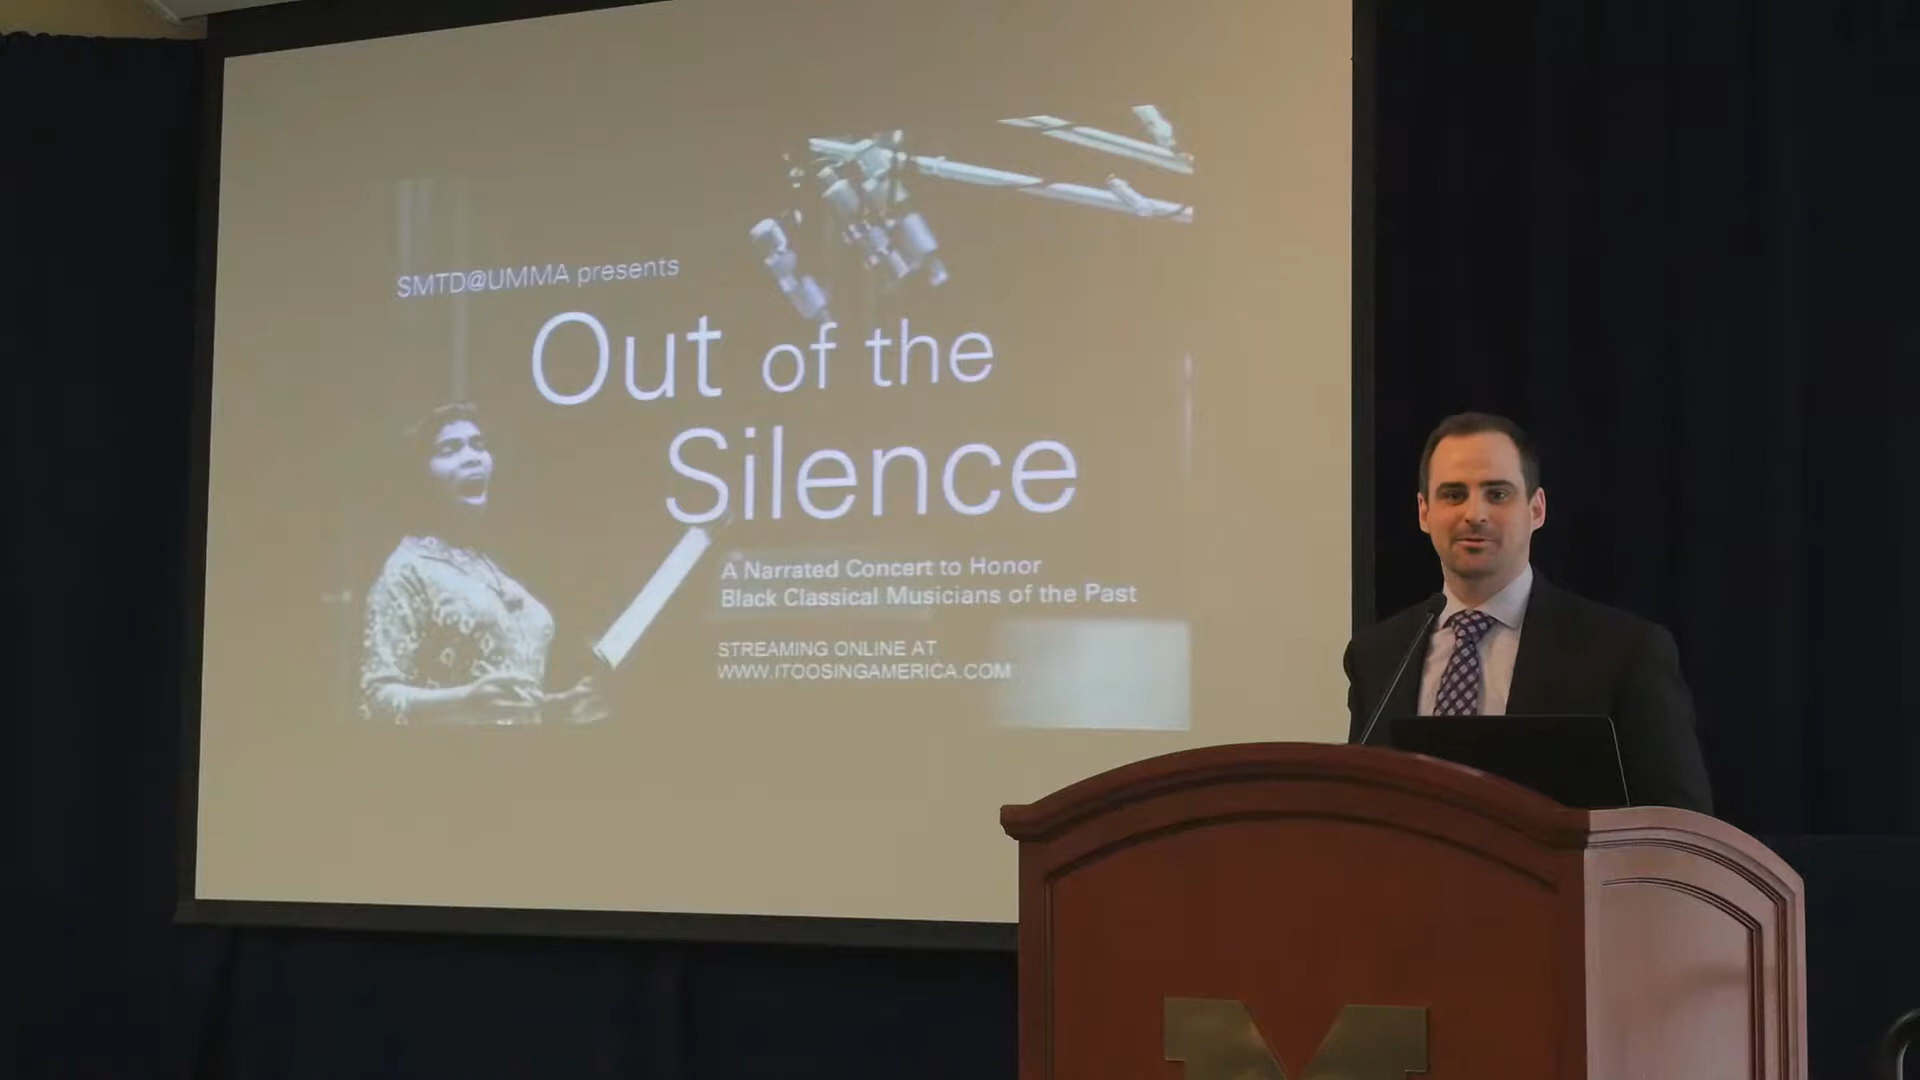 SMTD@UMMA presents
Out of the
Silence
A Narrated Concert to Honor
Black Classical Musicians of the Past
STREAMING ONLINE AT
WWW.ITOOSINGAMERICA.COM
M